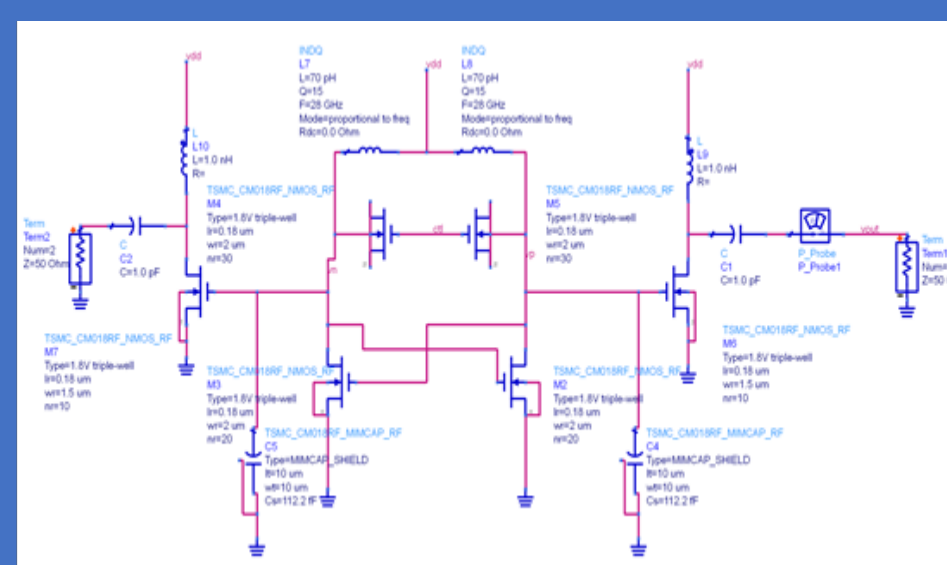 vdd
INDQ
L7
L=70 pH
Q=15
F=28 GHz
Mode=proportional to freq
Rdc=0.0 Ohm
INDQ
L8
L=70 pH
Q=15
F=28 GHz
Mode=proportional to freq
Rdc=0.0 Ohm
vdd
vdd
L
L10
L=1.0 nH
R=
L
L9
L=1.0 nH
R=
TSMC_CM018RF_NMOS_RF
M4
Type=1.8V triple-well
lr=0.18 um
wr=2 um
nr=30
TSMC_CM018RF_NMOS_RF
M5
Type=1.8V triple-well
lr=0.18 um
wr=2 um
nr=30
Term
Term2
Num=2
Z=50 Ohm
C
C2
C=1.0 pF
ctl
C
C1
C=1.0 pF
P_Probe
P_Probe1
vout
Term
Term1
Num=
Z=50
TSMC_CM018RF_NMOS_RF
M7
Type=1.8V triple-well
lr=0.18 um
wr=1.5 um
nr=10
TSMC_CM018RF_NMOS_RF
M3
Type=1.8V triple-well
lr=0.18 um
wr=2 um
nr=20
TSMC_CM018RF_NMOS_RF
M2
Type=1.8V triple-well
lr=0.18 um
wr=2 um
nr=20
TSMC_CM018RF_NMOS_RF
M6
Type=1.8V triple-well
lr=0.18 um
wr=1.5 um
nr=10
TSMC_CM018RF_MIMCAP_RF
C5
Type=MIMCAP_SHIELD
lt=10 um
wt=10 um
Cs=112.2 fF
TSMC_CM018RF_MIMCAP_RF
C4
Type=MIMCAP_SHIELD
lt=10 um
wt=10 um
Cs=112.2 fF